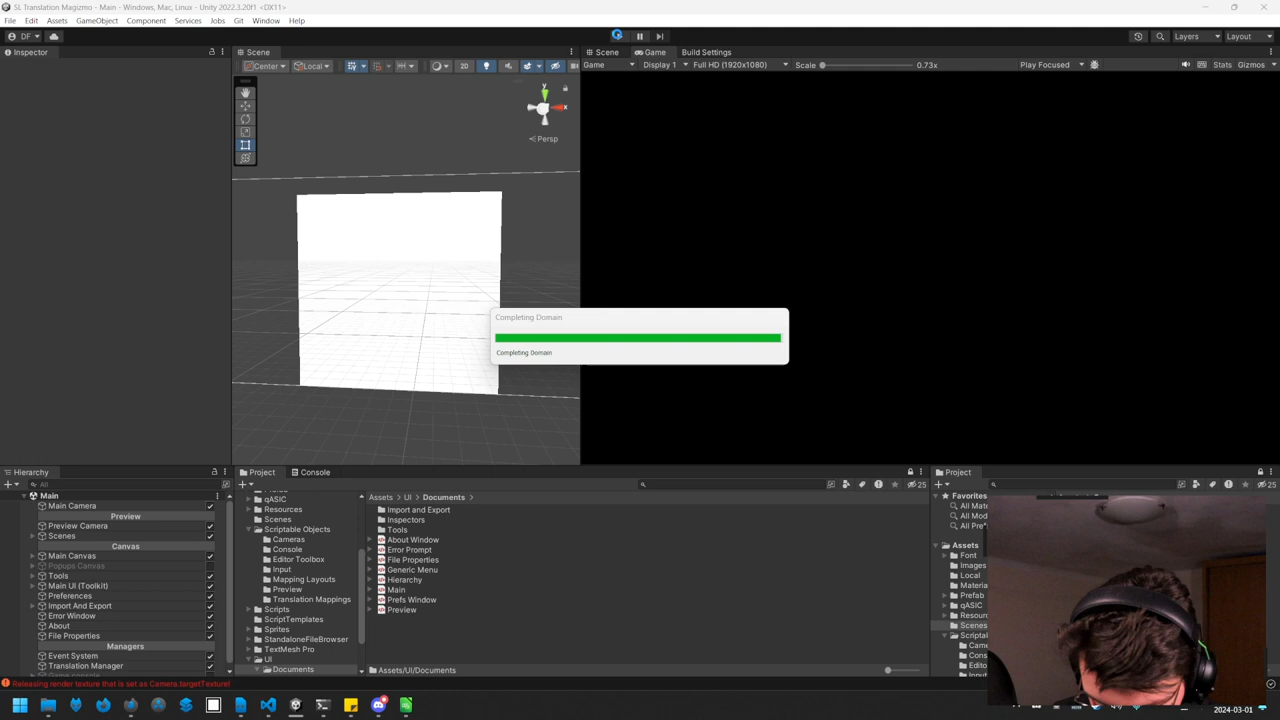 SL Translation Magizmo - Main - Windows, Mac, Linux - Unity 2022.3.20f1 <DX11>
File Edit Assets GameObject Component Services Jobs Git Window Help
DF Layers Layout
Inspector Scene Scene Game Build Settings
Center Local 2D Game Display 1 Full HD (1920x1080) Scale 0.73x Play Focused Stats Gizmos
y
x
Persp
Completing Domain
Completing Domain
Hierarchy Project Console Project
All 25 25
Main Assets > UI > Documents > Favorites
Main Camera qASIC Import and Export
Preview Resources Inspectors
Preview Camera Scenes Tools
Scenes Scriptable Objects About Window
Canvas Cameras Error Prompt Assets
Main Canvas Console File Properties Font
Popups Canvas Editor Toolbox Generic Menu Images
Tools Input Hierarchy Local
Main UI (Toolkit) Mapping Layouts Main
Preferences Preview Prefs Window Prefab
Import And Export Translation Mappings Preview qASIC
Error Window Scripts
About ScriptTemplates Scenes
File Properties Sprites
Managers StandaloneFileBrowser
Event System TextMesh Pro
Translation Manager UI
Documents Assets/UI/Documents
Releasing render texture that is set as Camera.targetTexture!
2024-03-01